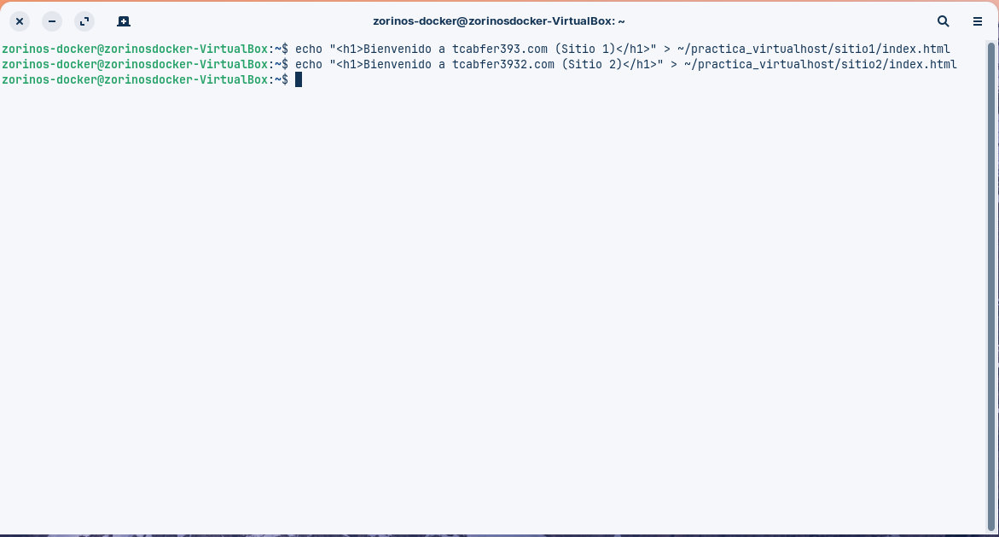 zorinos-docker@zorinosdocker-VirtualBox: ~
zorinos-docker@zorinosdocker-VirtualBox:~$ echo "<h1>Bienvenido a tcabfer393.com (Sitio 1)</h1>" > ~/practica_virtualhost/sitio1/index.html
zorinos-docker@zorinosdocker-VirtualBox:~$ echo "<h1>Bienvenido a tcabfer3932.com (Sitio 2)</h1>" > ~/practica_virtualhost/sitio2/index.html
zorinos-docker@zorinosdocker-VirtualBox:~$